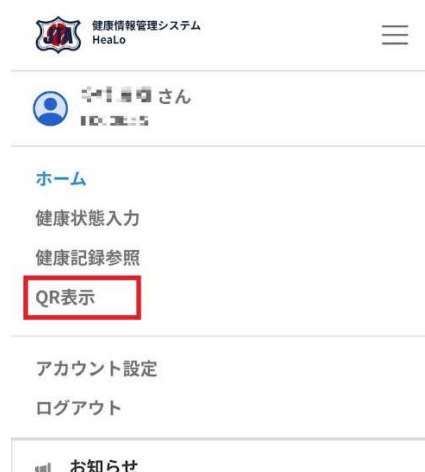 健康情報管理システム
HeaLo
さん
ホーム
健康状態入力
健康記録参照
QR表示
アカウント設定
ログアウト
お知らせ